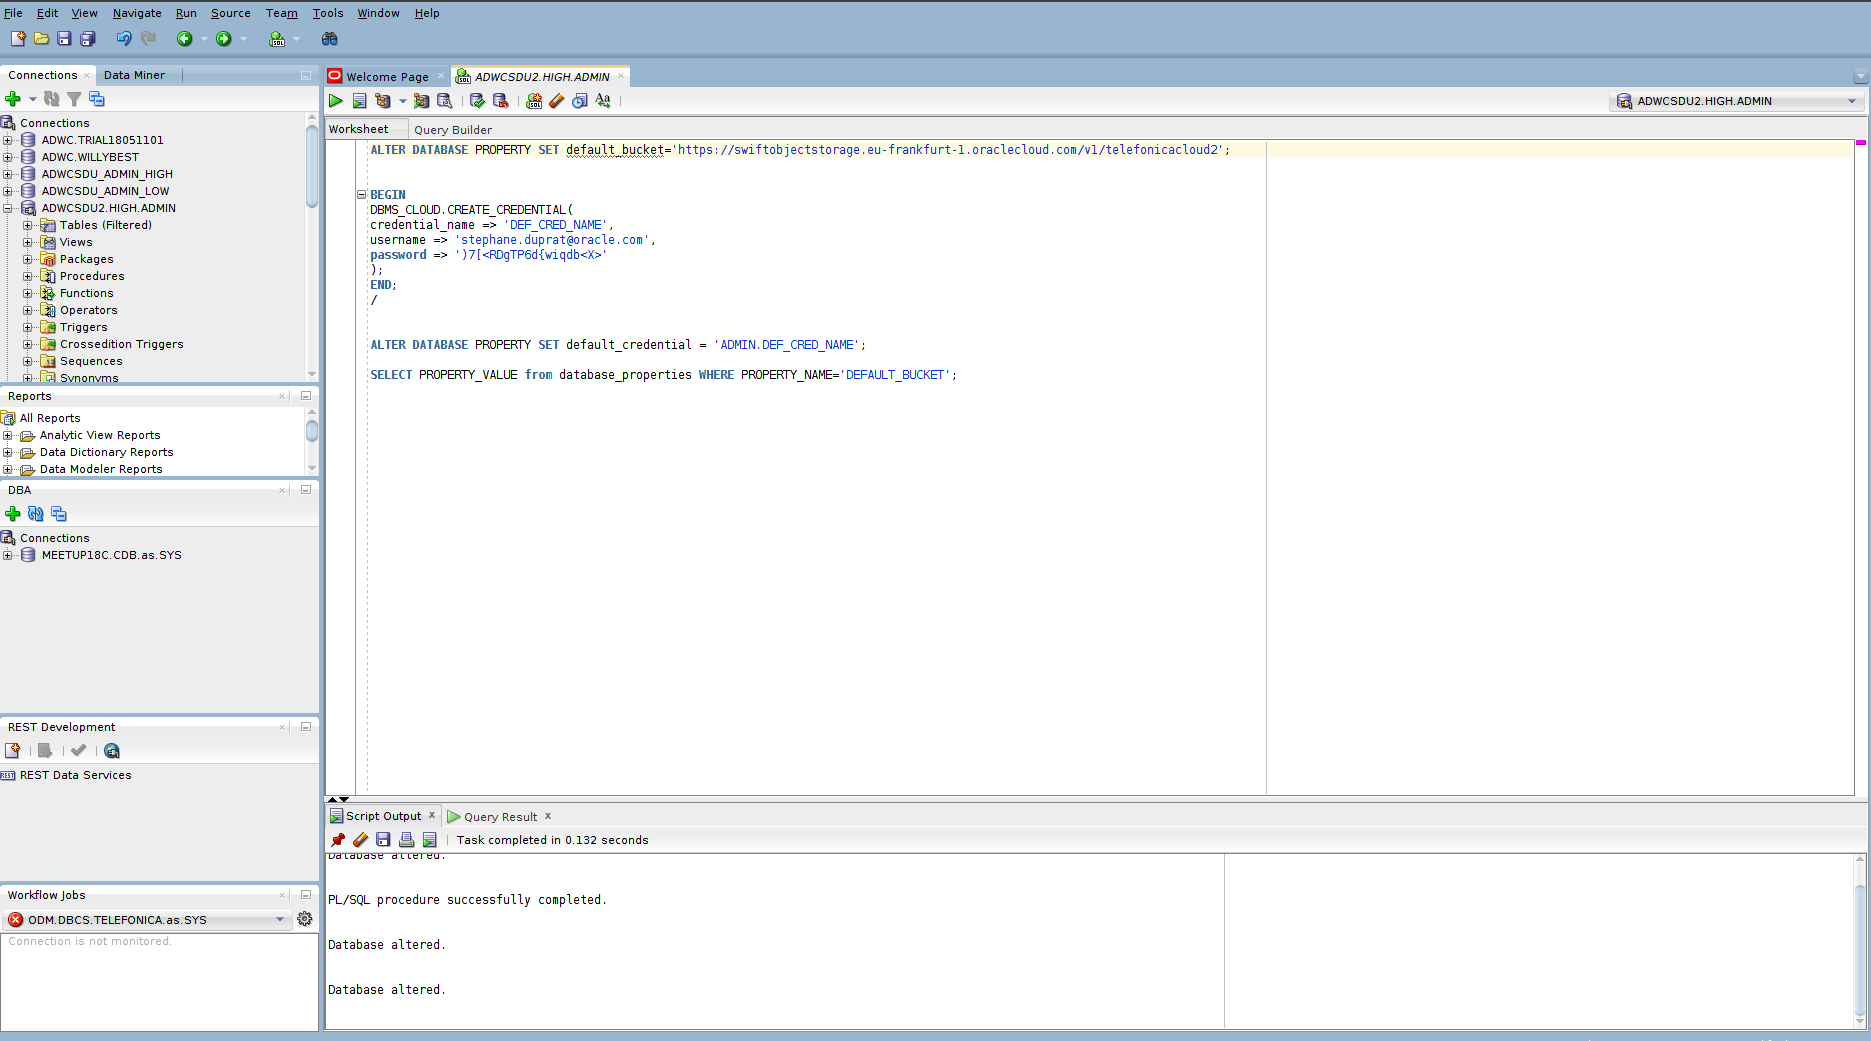 File Edit View Navigate Run Source Team Tools Window Help
Connections
Data Miner
Connections
ADWC.TRIAL18051101
ADWC.WILLYBEST
ADWCSDU_ADMIN_HIGH
ADWCSDU_ADMIN_LOW
ADWCSDU2.HIGH.ADMIN
Tables (Filtered)
Views
Packages
Procedures
Functions
Operators
Triggers
Crossedition Triggers
Sequences
Synonyms
Reports
All Reports
Analytic View Reports
Data Dictionary Reports
Data Modeler Reports
DBA
Connections
MEETUP18C.CDB.as.SYS
REST Development
REST Data Services
Workflow Jobs
ODM.DBCS.TELEFONICA.as.SYS
Connection is not monitored.
Welcome Page
ADWCSDU2.HIGH.ADMIN
ADWCSDU2.HIGH.ADMIN
Worksheet Query Builder
ALTER DATABASE PROPERTY SET default_bucket='https://swiftobjectstorage.eu-frankfurt-1.oraclecloud.com/v1/telefonicacloud2';
BEGIN
DBMS_CLOUD.CREATE_CREDENTIAL(
credential_name => 'DEF_CRED_NAME',
username => 'stephane.duprat@oracle.com',
password => ')7[<RDgTP6d{wiqdb<X>'
);
END;
/
ALTER DATABASE PROPERTY SET default_credential = 'ADMIN.DEF_CRED_NAME';
SELECT PROPERTY_VALUE from database_properties WHERE PROPERTY_NAME='DEFAULT_BUCKET';
Script Output
Query Result
Task completed in 0.132 seconds
Database altered.
PL/SQL procedure successfully completed.
Database altered.
Database altered.